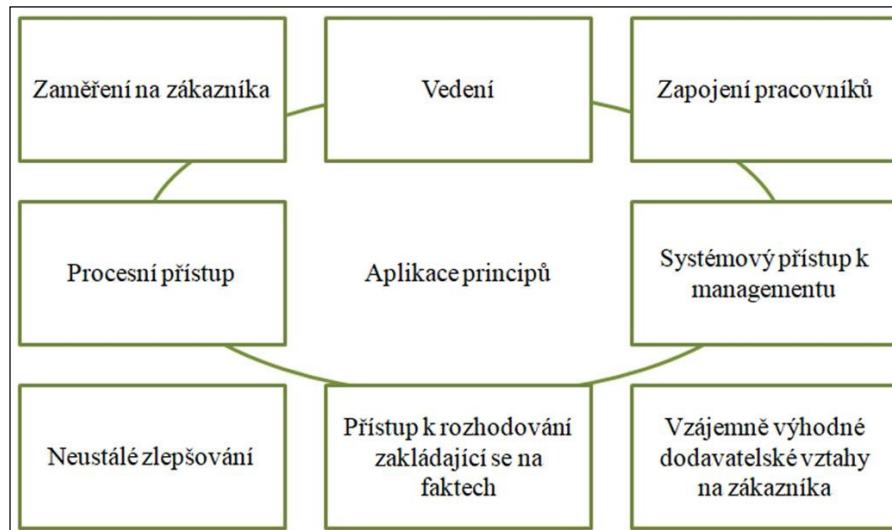 Zaměření na zákazníka
Vedení
Zapojení pracovníků
Procesní přístup
Aplikace principů
Systémový přístup k
managementu
Neustálé zlepšování
Přístup k rozhodování
zakládající se na
faktech
Vzájemně výhodné
dodavatelské vztahy
na zákazníka